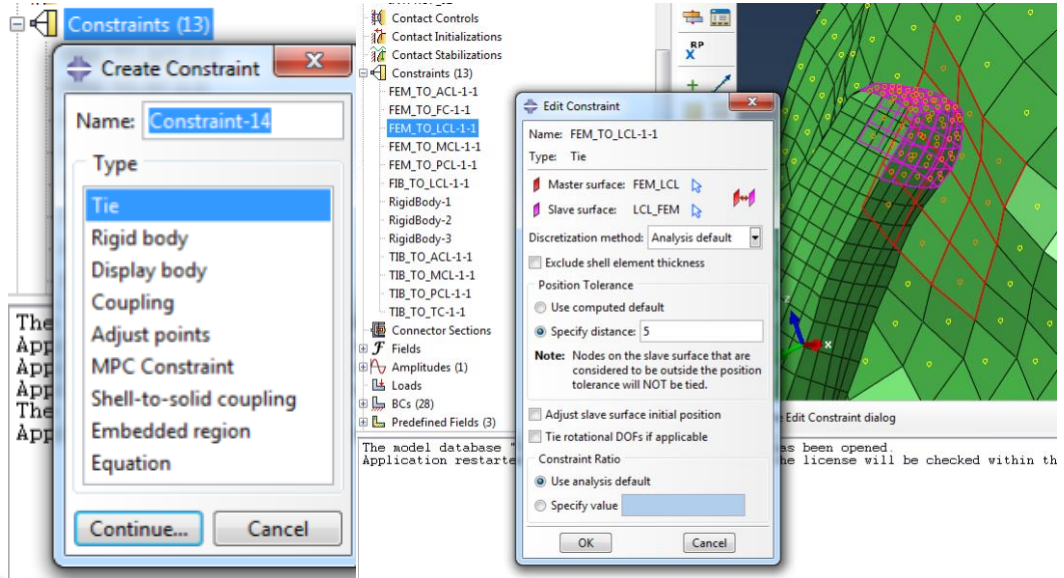 Constraints (13)
Create Constraint
Name: Constraint-14
Type
Tie
Rigid body
Display body
Coupling
Adjust points
MPC Constraint
Shell-to-solid coupling
Embedded region
Equation
Continue...
Cancel
The
App
App
App
The
App
Contact Controls
Contact Initializations
Contact Stabilizations
Constraints (13)
FEM_TO_ACL-1-1
FEM_TO_FC-1-1
FEM_TO_LCL-1-1
FEM_TO_MCL-1-1
FEM_TO_PCL-1-1
FIB_TO_LCL-1-1
RigidBody-1
RigidBody-2
RigidBody-3
TIB_TO_ACL-1-1
TIB_TO_MCL-1-1
TIB_TO_PCL-1-1
TIB_TO_TC-1-1
Connector Sections
Fields
Amplitudes (1)
Loads
BCs (28)
Predefined Fields (3)
The model database "
Application restarte
RP
X
Edit Constraint
Name: FEM_TO_LCL-1-1
Type: Tie
Master surface: FEM_LCL
Slave surface: LCL_FEM
Discretization method: Analysis default
Exclude shell element thickness
Position Tolerance
Use computed default
Specify distance: 5
Note: Nodes on the slave surface that are
considered to be outside the position
tolerance will NOT be tied.
Adjust slave surface initial position
Tie rotational DOFs if applicable
Constraint Ratio
Use analysis default
Specify value
OK
Cancel
z
x
Edit Constraint dialog
as been opened.
he license will be checked within th